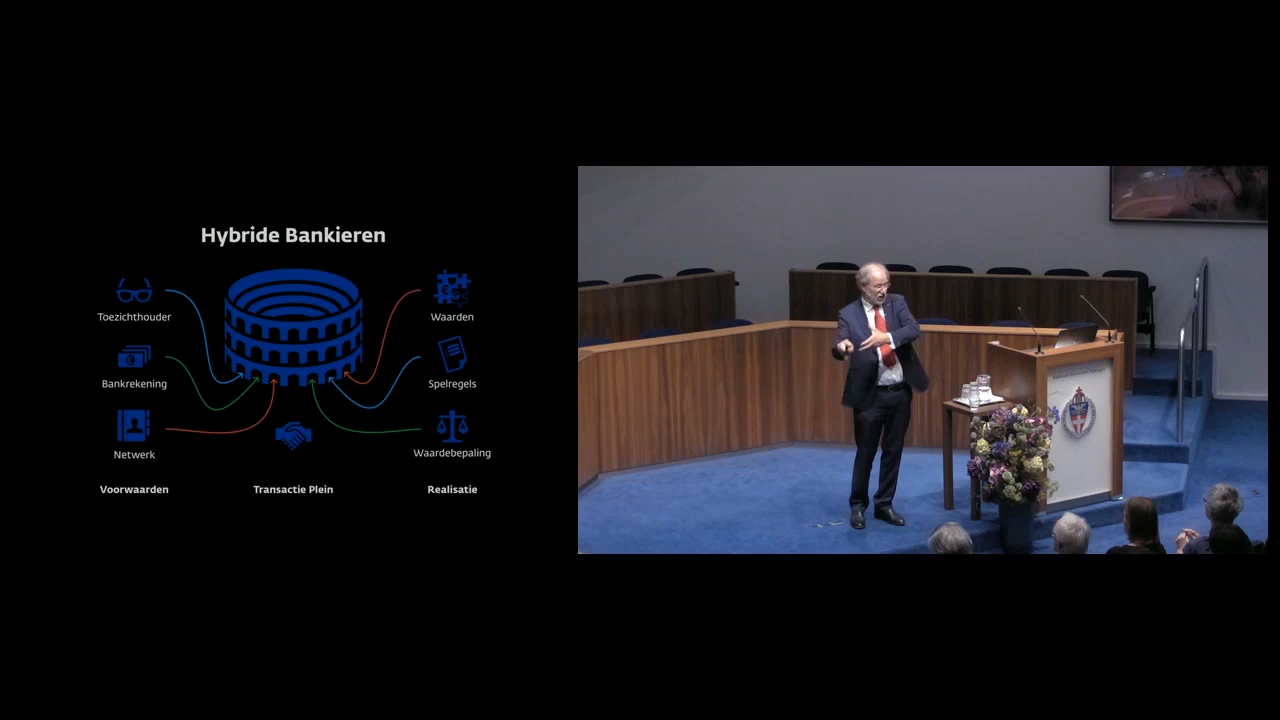 Hybride Bankieren
Toezichthouder
Waarden
Bankrekening
Spelregels
Netwerk
Waardebepaling
Voorwaarden
Transactie Plein
Realisatie